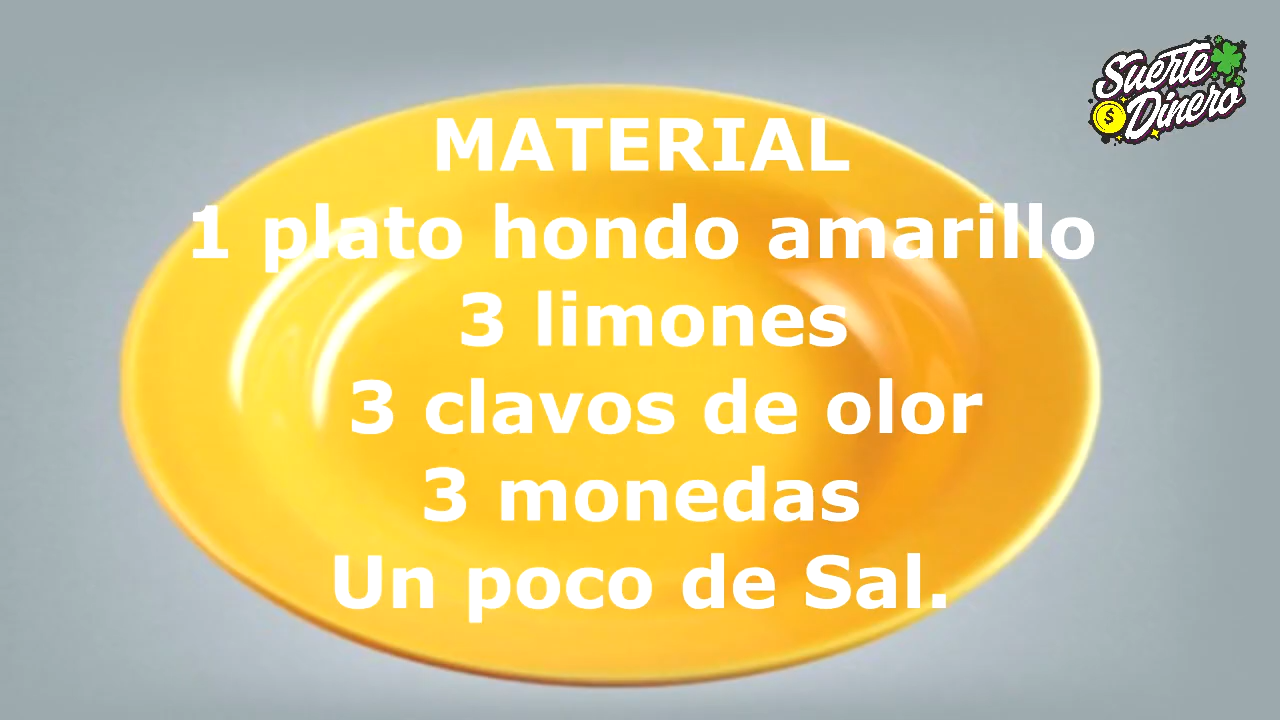 Suerte
Dinero
$
MATERIAL
1 plato hondo amarillo
3 limones
3 clavos de olor
3 monedas
Un poco de Sal.